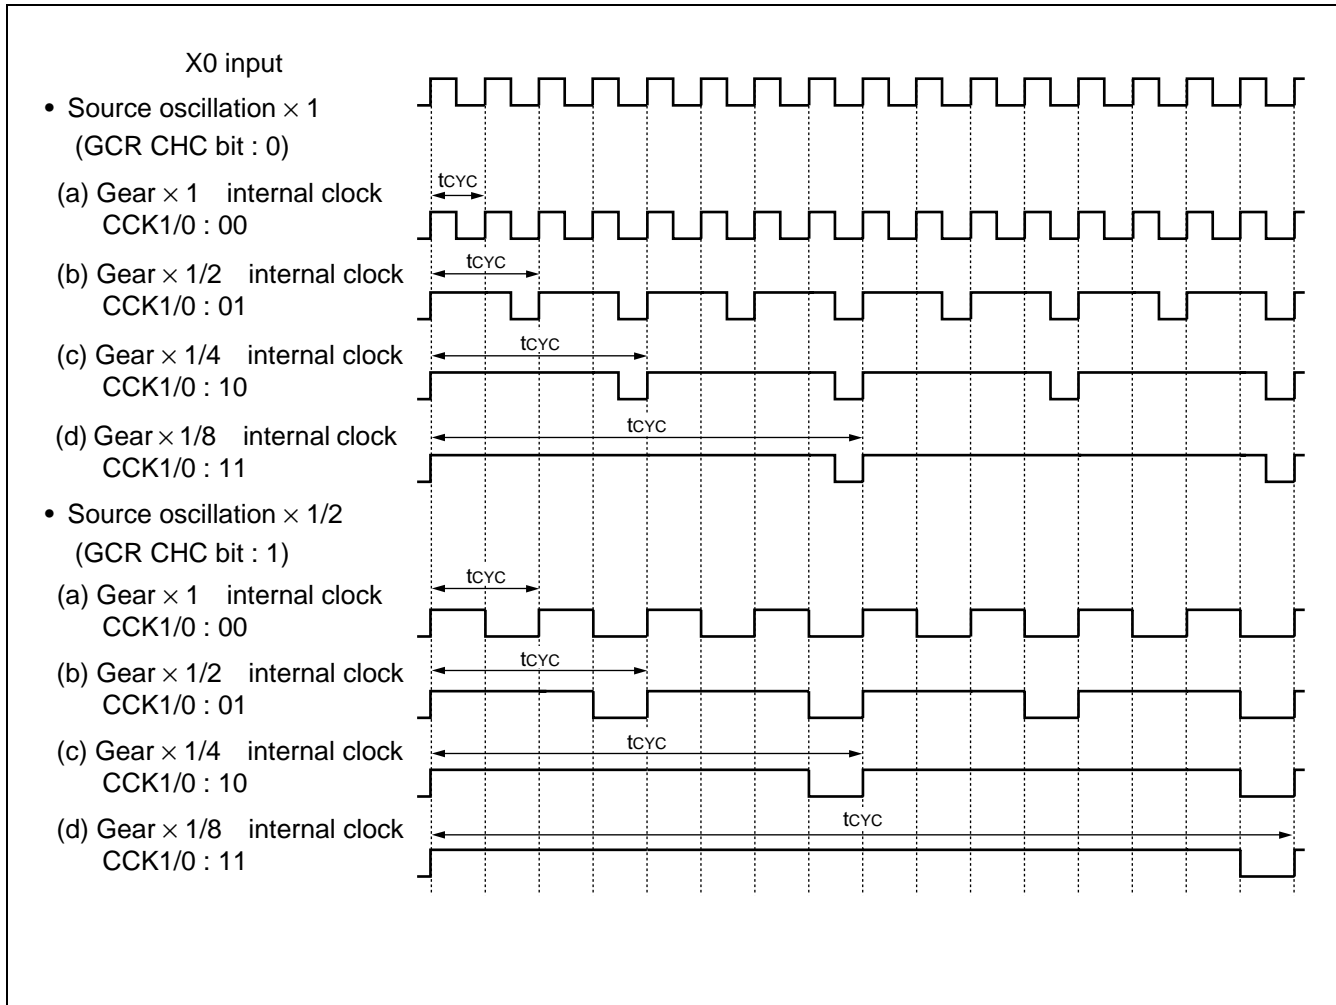 X0 input
• Source oscillation × 1
(GCR CHC bit : 0)
(a) Gear × 1 internal clock
CCK1/0 : 00
tCYC
(b) Gear × 1/2 internal clock
CCK1/0 : 01
tCYC
(c) Gear × 1/4 internal clock
CCK1/0 : 10
tCYC
(d) Gear × 1/8 internal clock
CCK1/0 : 11
tCYC
• Source oscillation × 1/2
(GCR CHC bit : 1)
(a) Gear × 1 internal clock
CCK1/0 : 00
tCYC
(b) Gear × 1/2 internal clock
CCK1/0 : 01
tCYC
(c) Gear × 1/4 internal clock
CCK1/0 : 10
tCYC
(d) Gear × 1/8 internal clock
CCK1/0 : 11
tCYC